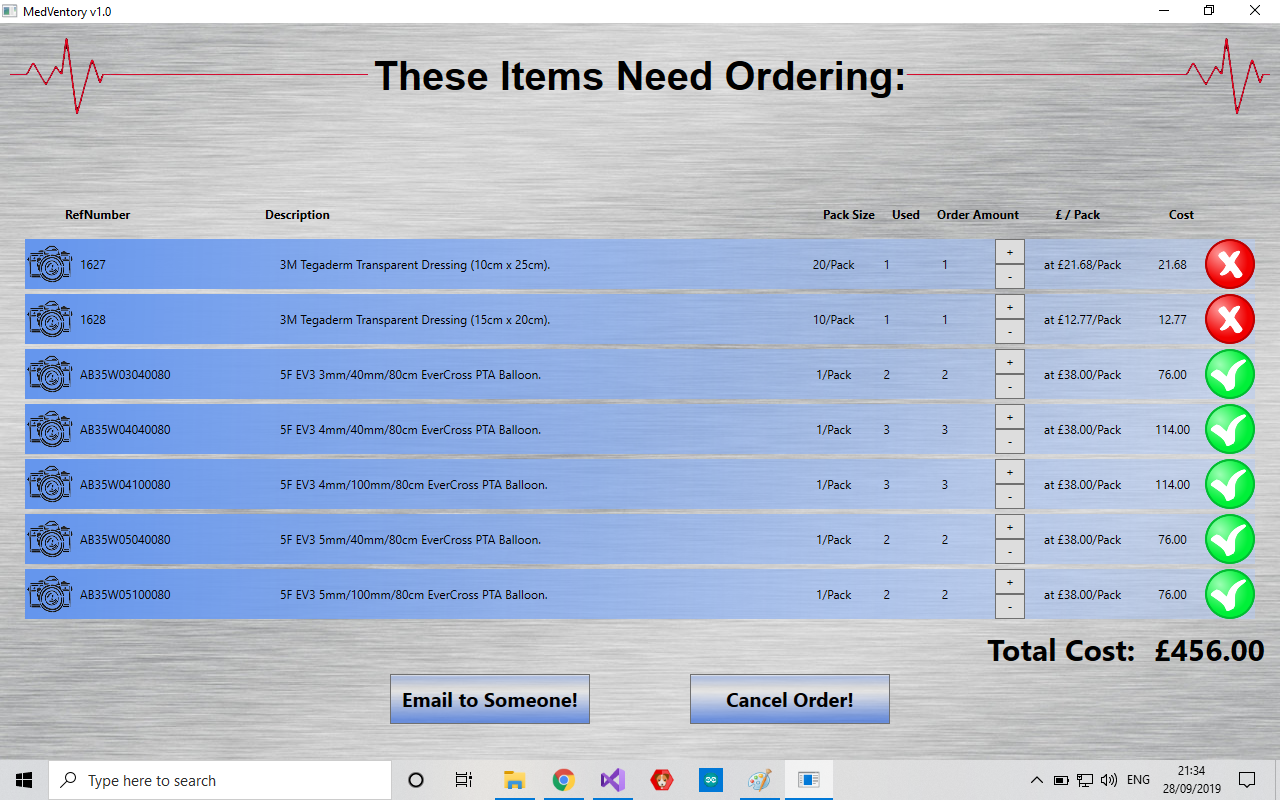 MedVentory v1.0
These Items Need Ordering:
RefNumber Description Pack Size Used Order Amount £ / Pack Cost
1627 3M Tegaderm Transparent Dressing (10cm x 25cm). 20/Pack 1 1 + - at £21.68/Pack 21.68
1628 3M Tegaderm Transparent Dressing (15cm x 20cm). 10/Pack 1 1 + - at £12.77/Pack 12.77
AB35W03040080 5F EV3 3mm/40mm/80cm EverCross PTA Balloon. 1/Pack 2 2 + - at £38.00/Pack 76.00
AB35W04040080 5F EV3 4mm/40mm/80cm EverCross PTA Balloon. 1/Pack 3 3 + - at £38.00/Pack 114.00
AB35W04100080 5F EV3 4mm/100mm/80cm EverCross PTA Balloon. 1/Pack 3 3 + - at £38.00/Pack 114.00
AB35W05040080 5F EV3 5mm/40mm/80cm EverCross PTA Balloon. 1/Pack 2 2 + - at £38.00/Pack 76.00
AB35W05100080 5F EV3 5mm/100mm/80cm EverCross PTA Balloon. 1/Pack 2 2 + - at £38.00/Pack 76.00
Total Cost: £456.00
Email to Someone! Cancel Order!
Type here to search ENG 21:34
28/09/2019